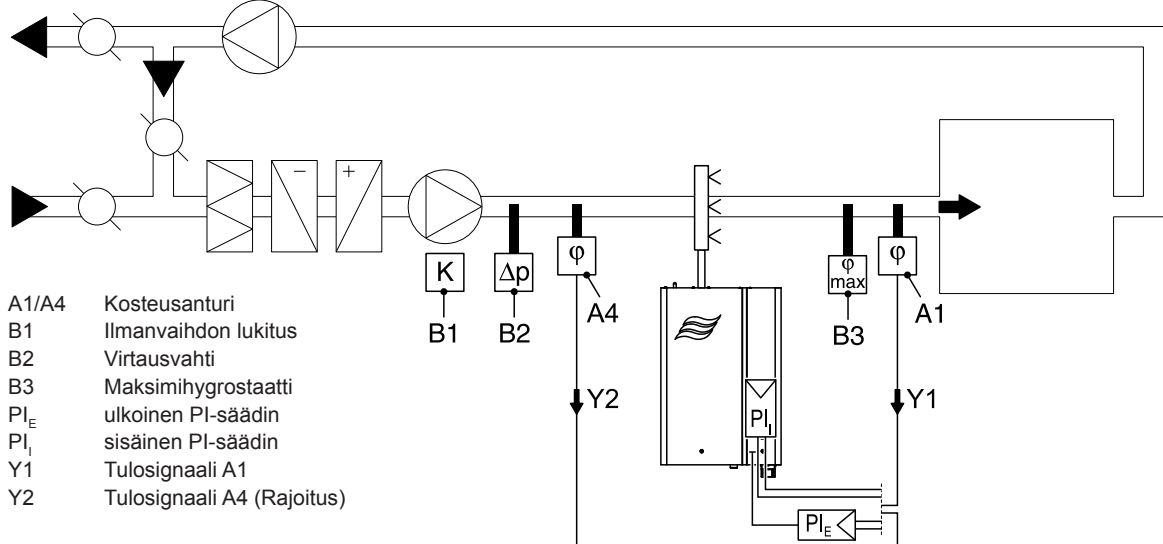 − +
K
Δp
φ
φ
max
φ
B1
B2
A4
B3
A1
Y2
Y1
PI_I
PI_E
A1/A4 Kosteusanturi
B1 Ilmanvaihdon lukitus
B2 Virtausvahti
B3 Maksimihygrostaatti
PI_E ulkoinen PI-säädin
PI_I sisäinen PI-säädin
Y1 Tulosignaali A1
Y2 Tulosignaali A4 (Rajoitus)